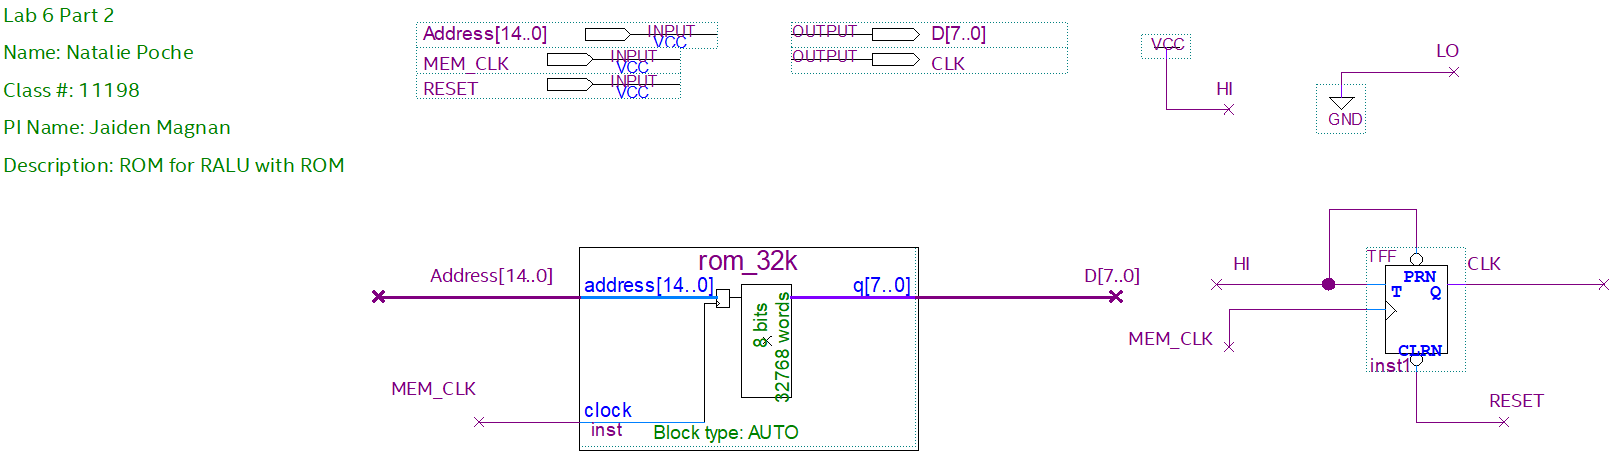 Lab 6 Part 2
Name: Natalie Poche
Class #: 11198
PI Name: Jaiden Magnan
Description: ROM for RALU with ROM
Address[14..0] INPUT VCC
MEM_CLK INPUT VCC
RESET INPUT VCC
OUTPUT D[7..0]
OUTPUT CLK
VCC
HI
LO
GND
rom_32k
Address[14..0]
address[14..0]
q[7..0]
D[7..0]
8 bits
32768 words
MEM_CLK
clock
inst
Block type: AUTO
TFF
HI
PRN
CLK
T
Q
MEM_CLK
CLRN
inst1
RESET